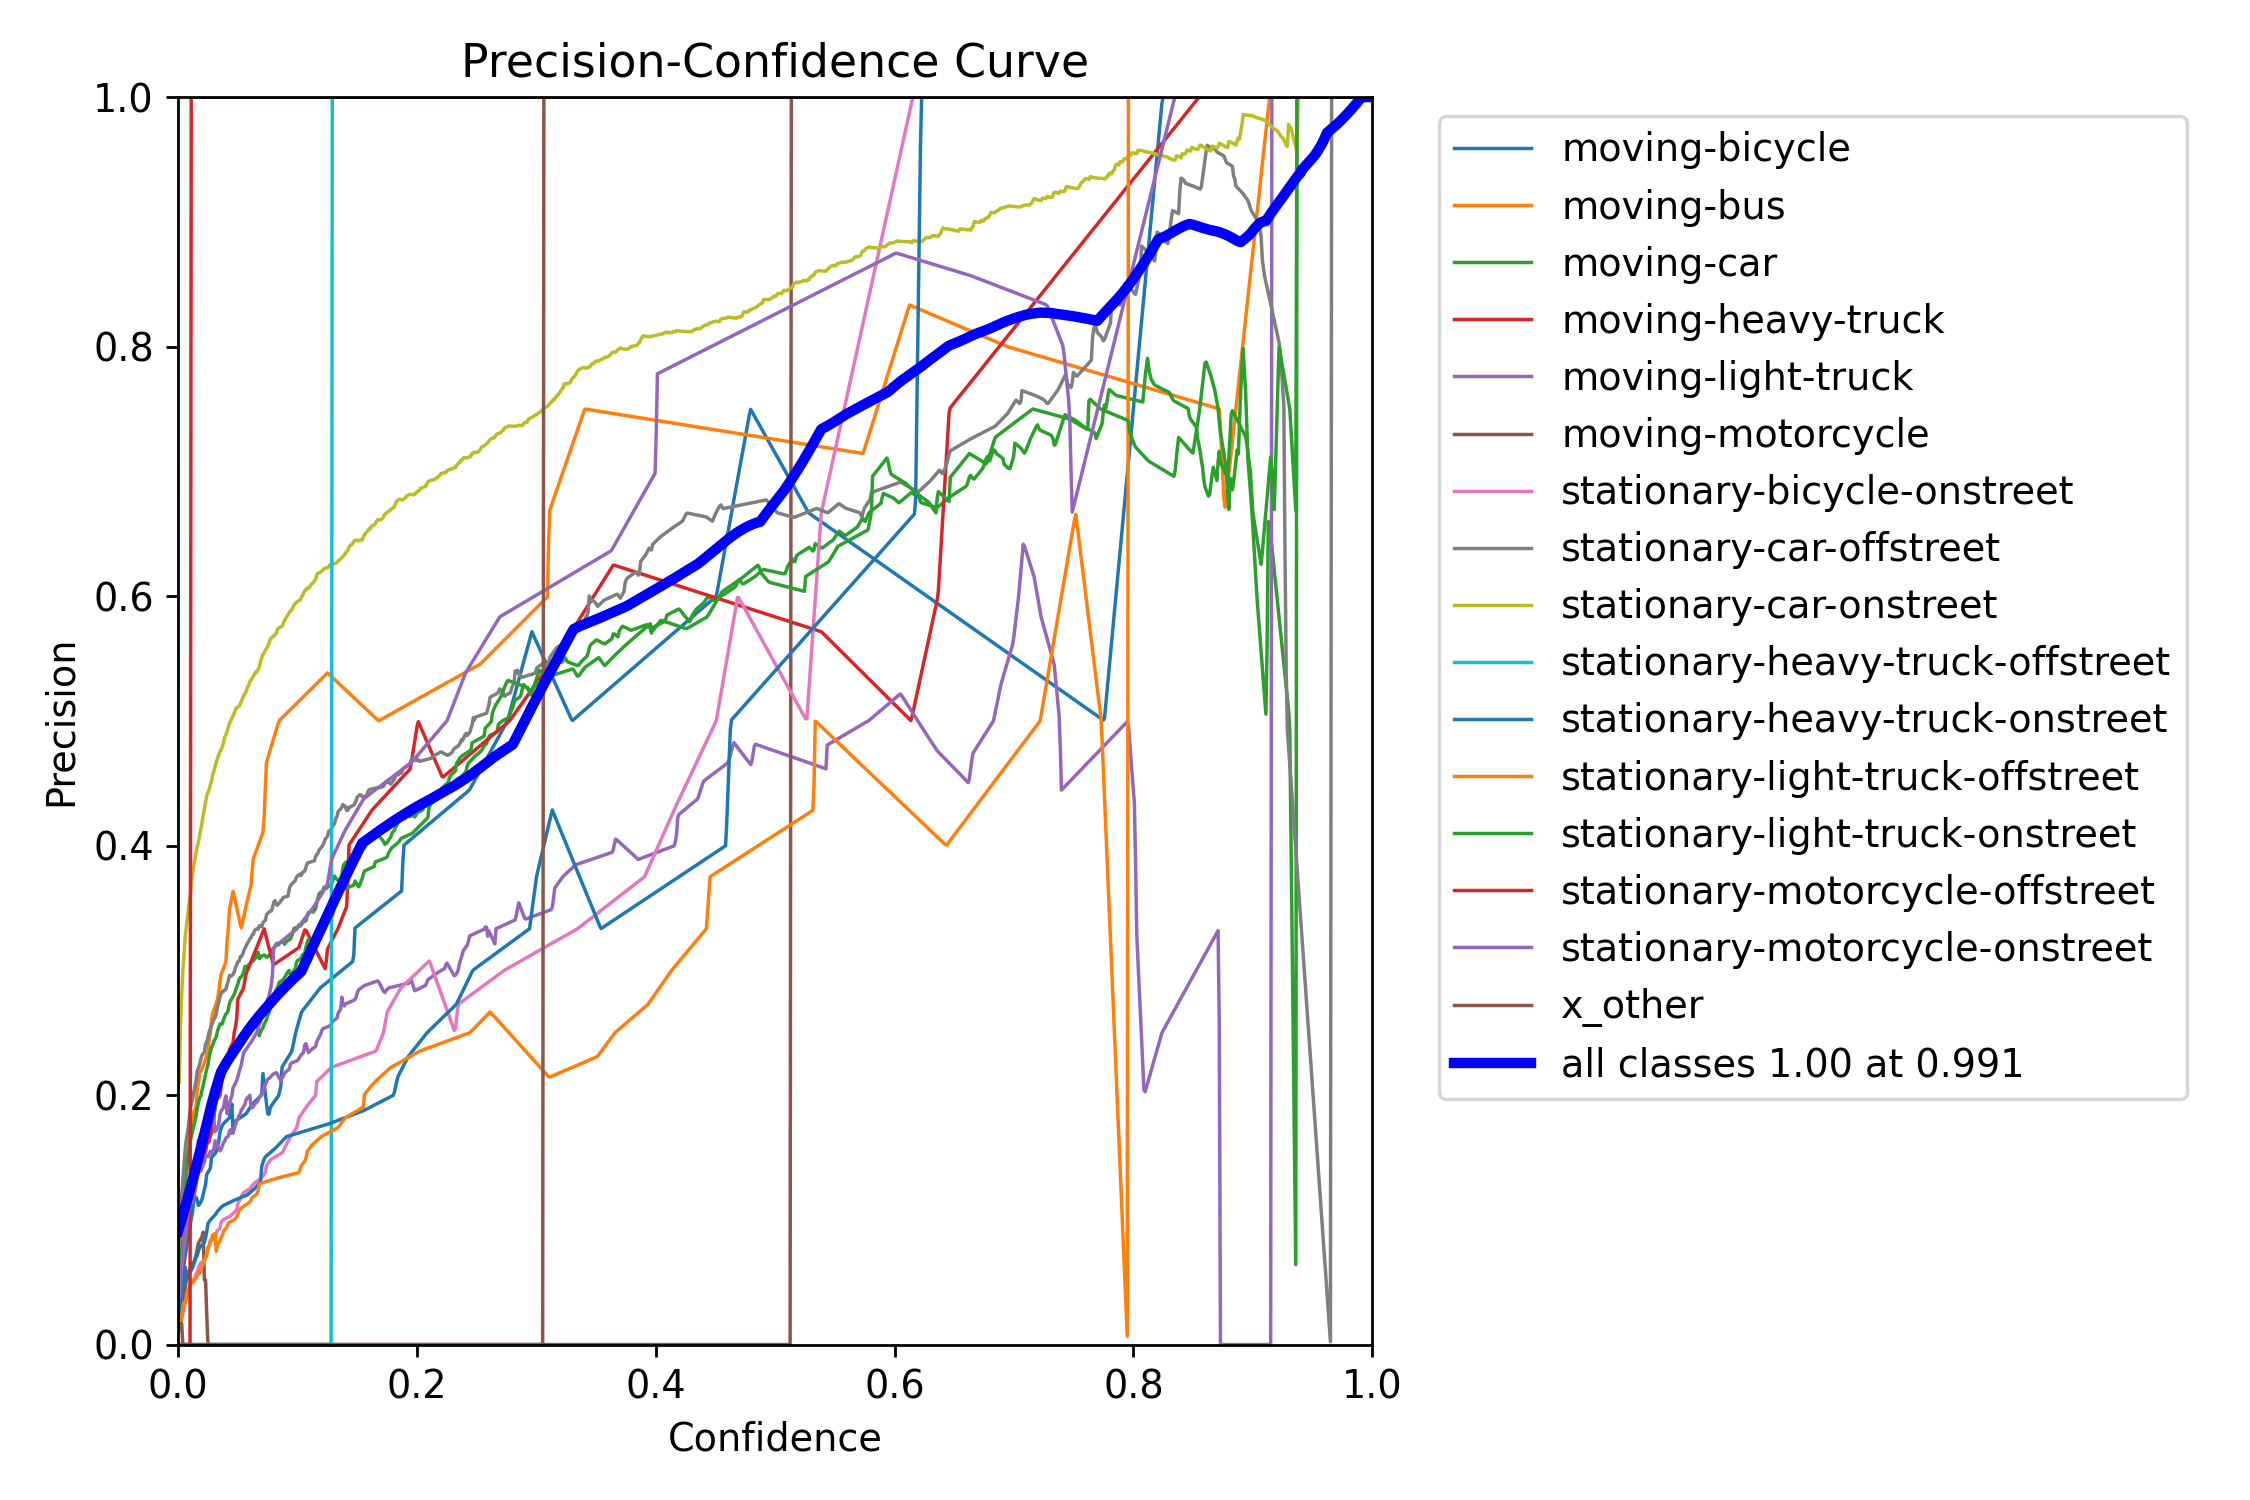 Precision-Confidence Curve
1.0
0.8
0.6
0.4
0.2
0.0
Precision
0.0 0.2 0.4 0.6 0.8 1.0
Confidence
moving-bicycle
moving-bus
moving-car
moving-heavy-truck
moving-light-truck
moving-motorcycle
stationary-bicycle-onstreet
stationary-car-offstreet
stationary-car-onstreet
stationary-heavy-truck-offstreet
stationary-heavy-truck-onstreet
stationary-light-truck-offstreet
stationary-light-truck-onstreet
stationary-motorcycle-offstreet
stationary-motorcycle-onstreet
x_other
all classes 1.00 at 0.991